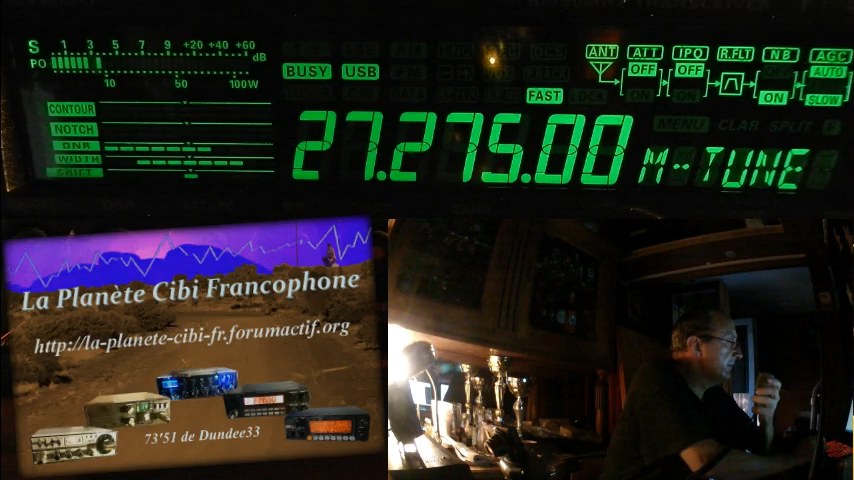 S 1 3 5 7 9 +20 +40 +60 dB
PO 10 50 100W
BUSY USB
FAST LOCK
ANT ATT IPO R.FLT NB AGC
OFF OFF AUTO
ON ON ON SLOW
CONTOUR
NOTCH
DNR
WIDTH
SHIFT
MENU CLAR SPLIT
27.275.00 M--TUNE
La Planète Cibi Francophone
http://la-planete-cibi-fr.forumactif.org
73'51 de Dundee33